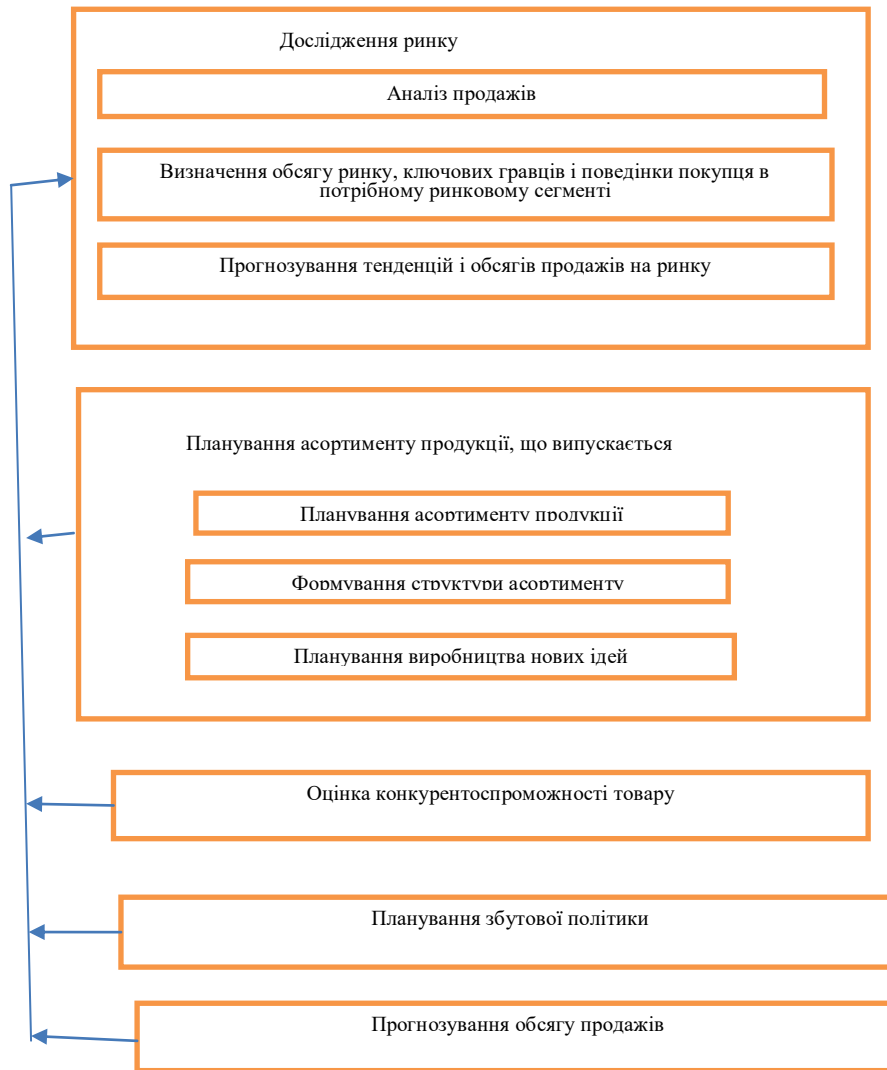 Дослідження ринку
Аналіз продажів
Визначення обсягу ринку, ключових гравців і поведінки покупця в
потрібному ринковому сегменті
Прогнозування тенденцій і обсягів продажів на ринку
Планування асортименту продукції, що випускається
Планування асортименту продукції
Формування структури асортименту
Планування виробництва нових ідей
Оцінка конкурентоспроможності товару
Планування збутової політики
Прогнозування обсягу продажів